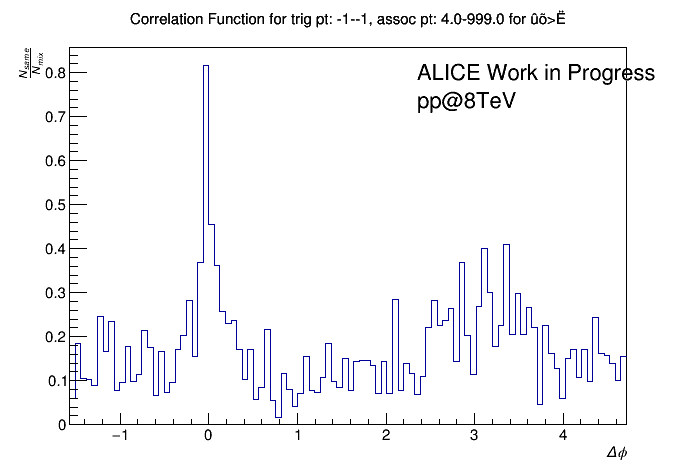 Correlation Function for trig pt: -1--1, assoc pt: 4.0-999.0 for ûõ>Ë
N_same
N_mix
ALICE Work in Progress
pp@8TeV
0.8
0.7
0.6
0.5
0.4
0.3
0.2
0.1
0
−1
0
1
2
3
4
Δϕ